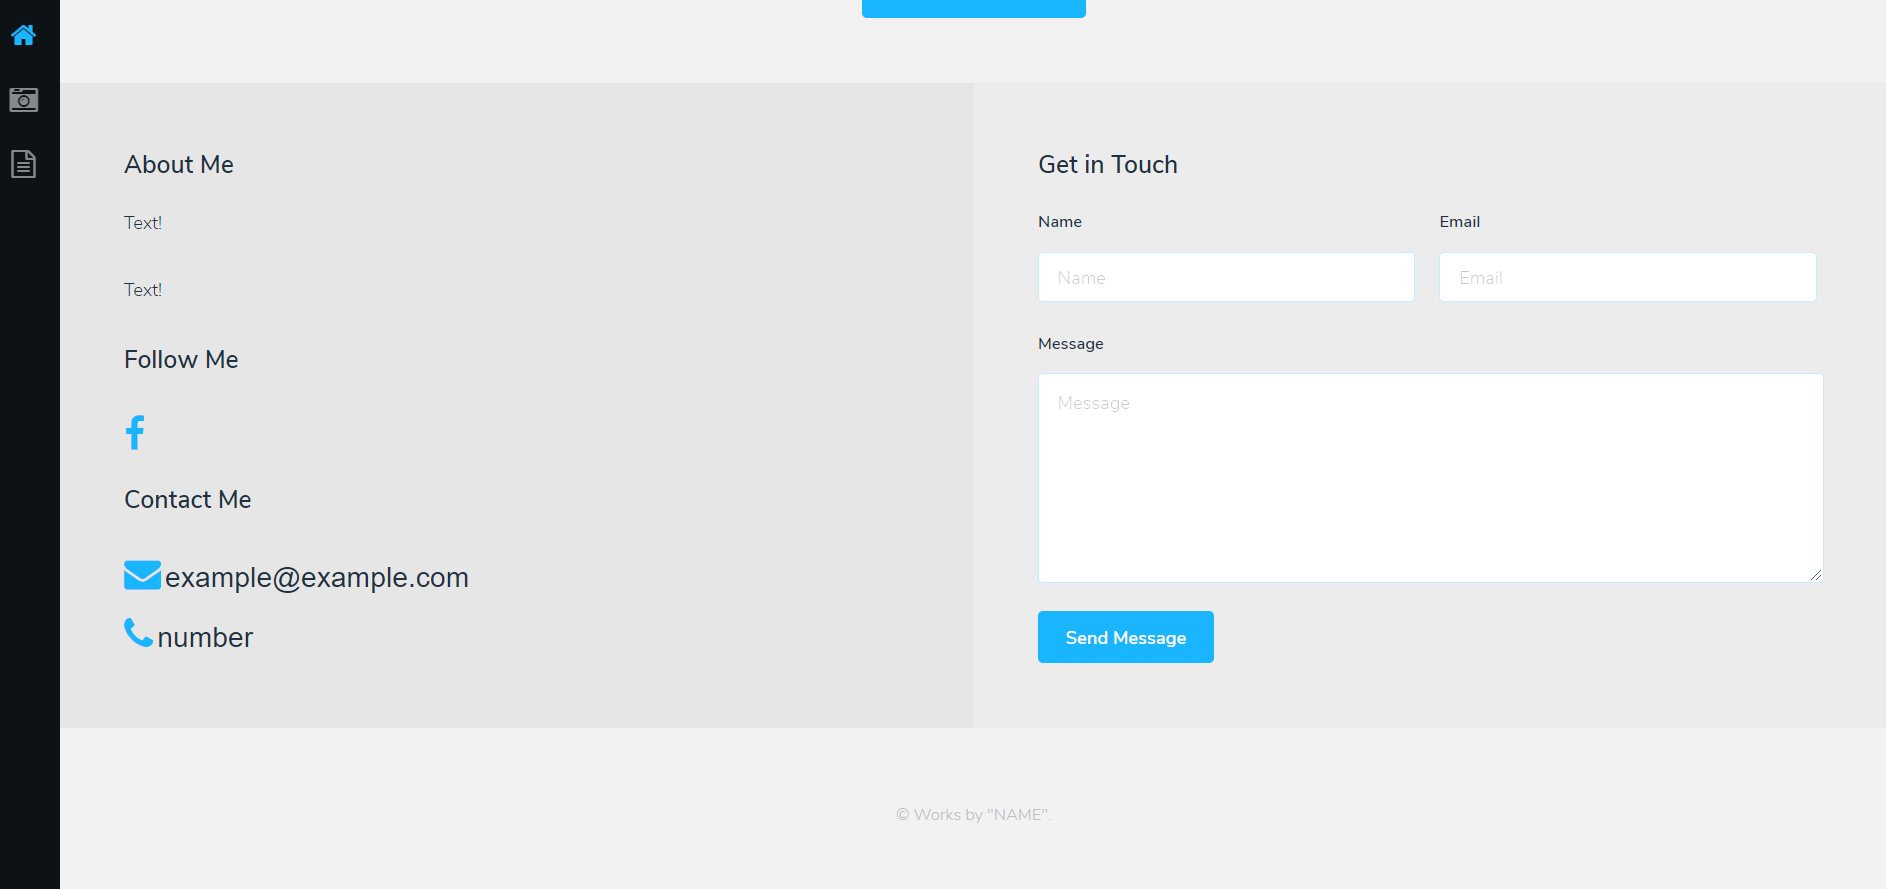 About Me
Text!
Text!
Follow Me
Contact Me
example@example.com
number
Get in Touch
Name
Email
Name
Email
Message
Message
Send Message
© Works by "NAME".